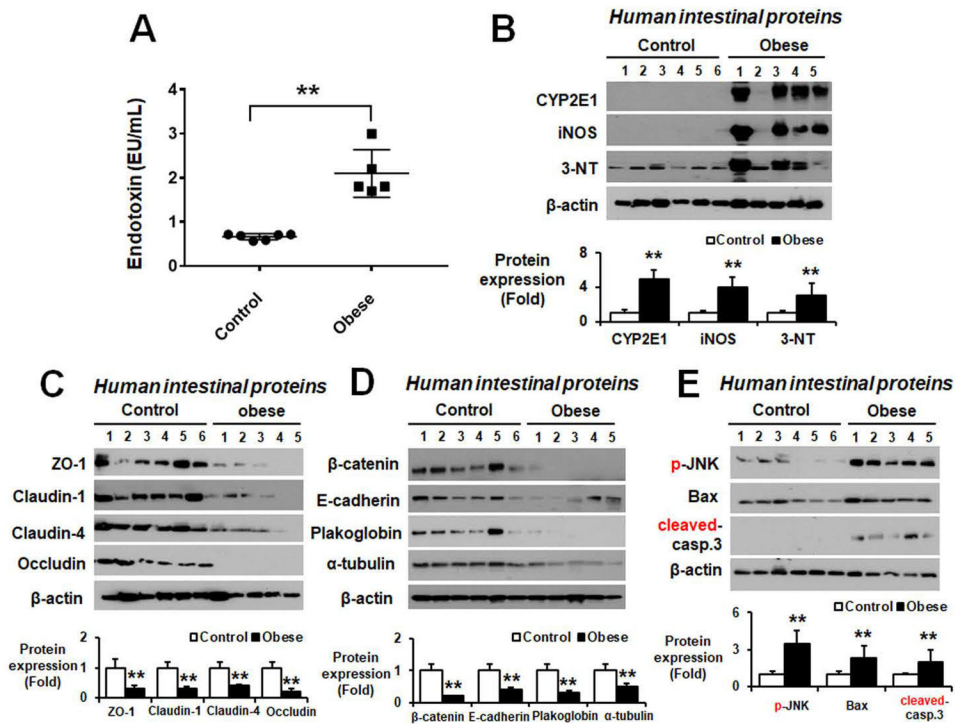 A
**
Endotoxin (EU/mL)
4
3
2
1
0
Control
Obese
B
Human intestinal proteins
Control Obese
1 2 3 4 5 6 1 2 3 4 5
CYP2E1
iNOS
3-NT
β-actin
Control Obese
Protein
expression
(Fold)
8
4
0
** ** **
CYP2E1 iNOS 3-NT
C
Human intestinal proteins
Control obese
1 2 3 4 5 6 1 2 3 4 5
ZO-1
Claudin-1
Claudin-4
Occludin
β-actin
Control Obese
Protein
expression
(Fold)
2
1
0
** ** ** **
ZO-1 Claudin-1 Claudin-4 Occludin
D
Human intestinal proteins
Control Obese
1 2 3 4 5 6 1 2 3 4 5
β-catenin
E-cadherin
Plakoglobin
α-tubulin
β-actin
Control Obese
Protein
expression
(Fold)
2
1
0
** ** ** **
β-catenin E-cadherin Plakoglobin α-tubulin
E
Human intestinal proteins
Control Obese
1 2 3 4 5 6 1 2 3 4 5
p-JNK
Bax
cleaved-
casp.3
β-actin
Control Obese
Protein
expression
(Fold)
6
3
0
** ** **
p-JNK Bax cleaved-
casp.3